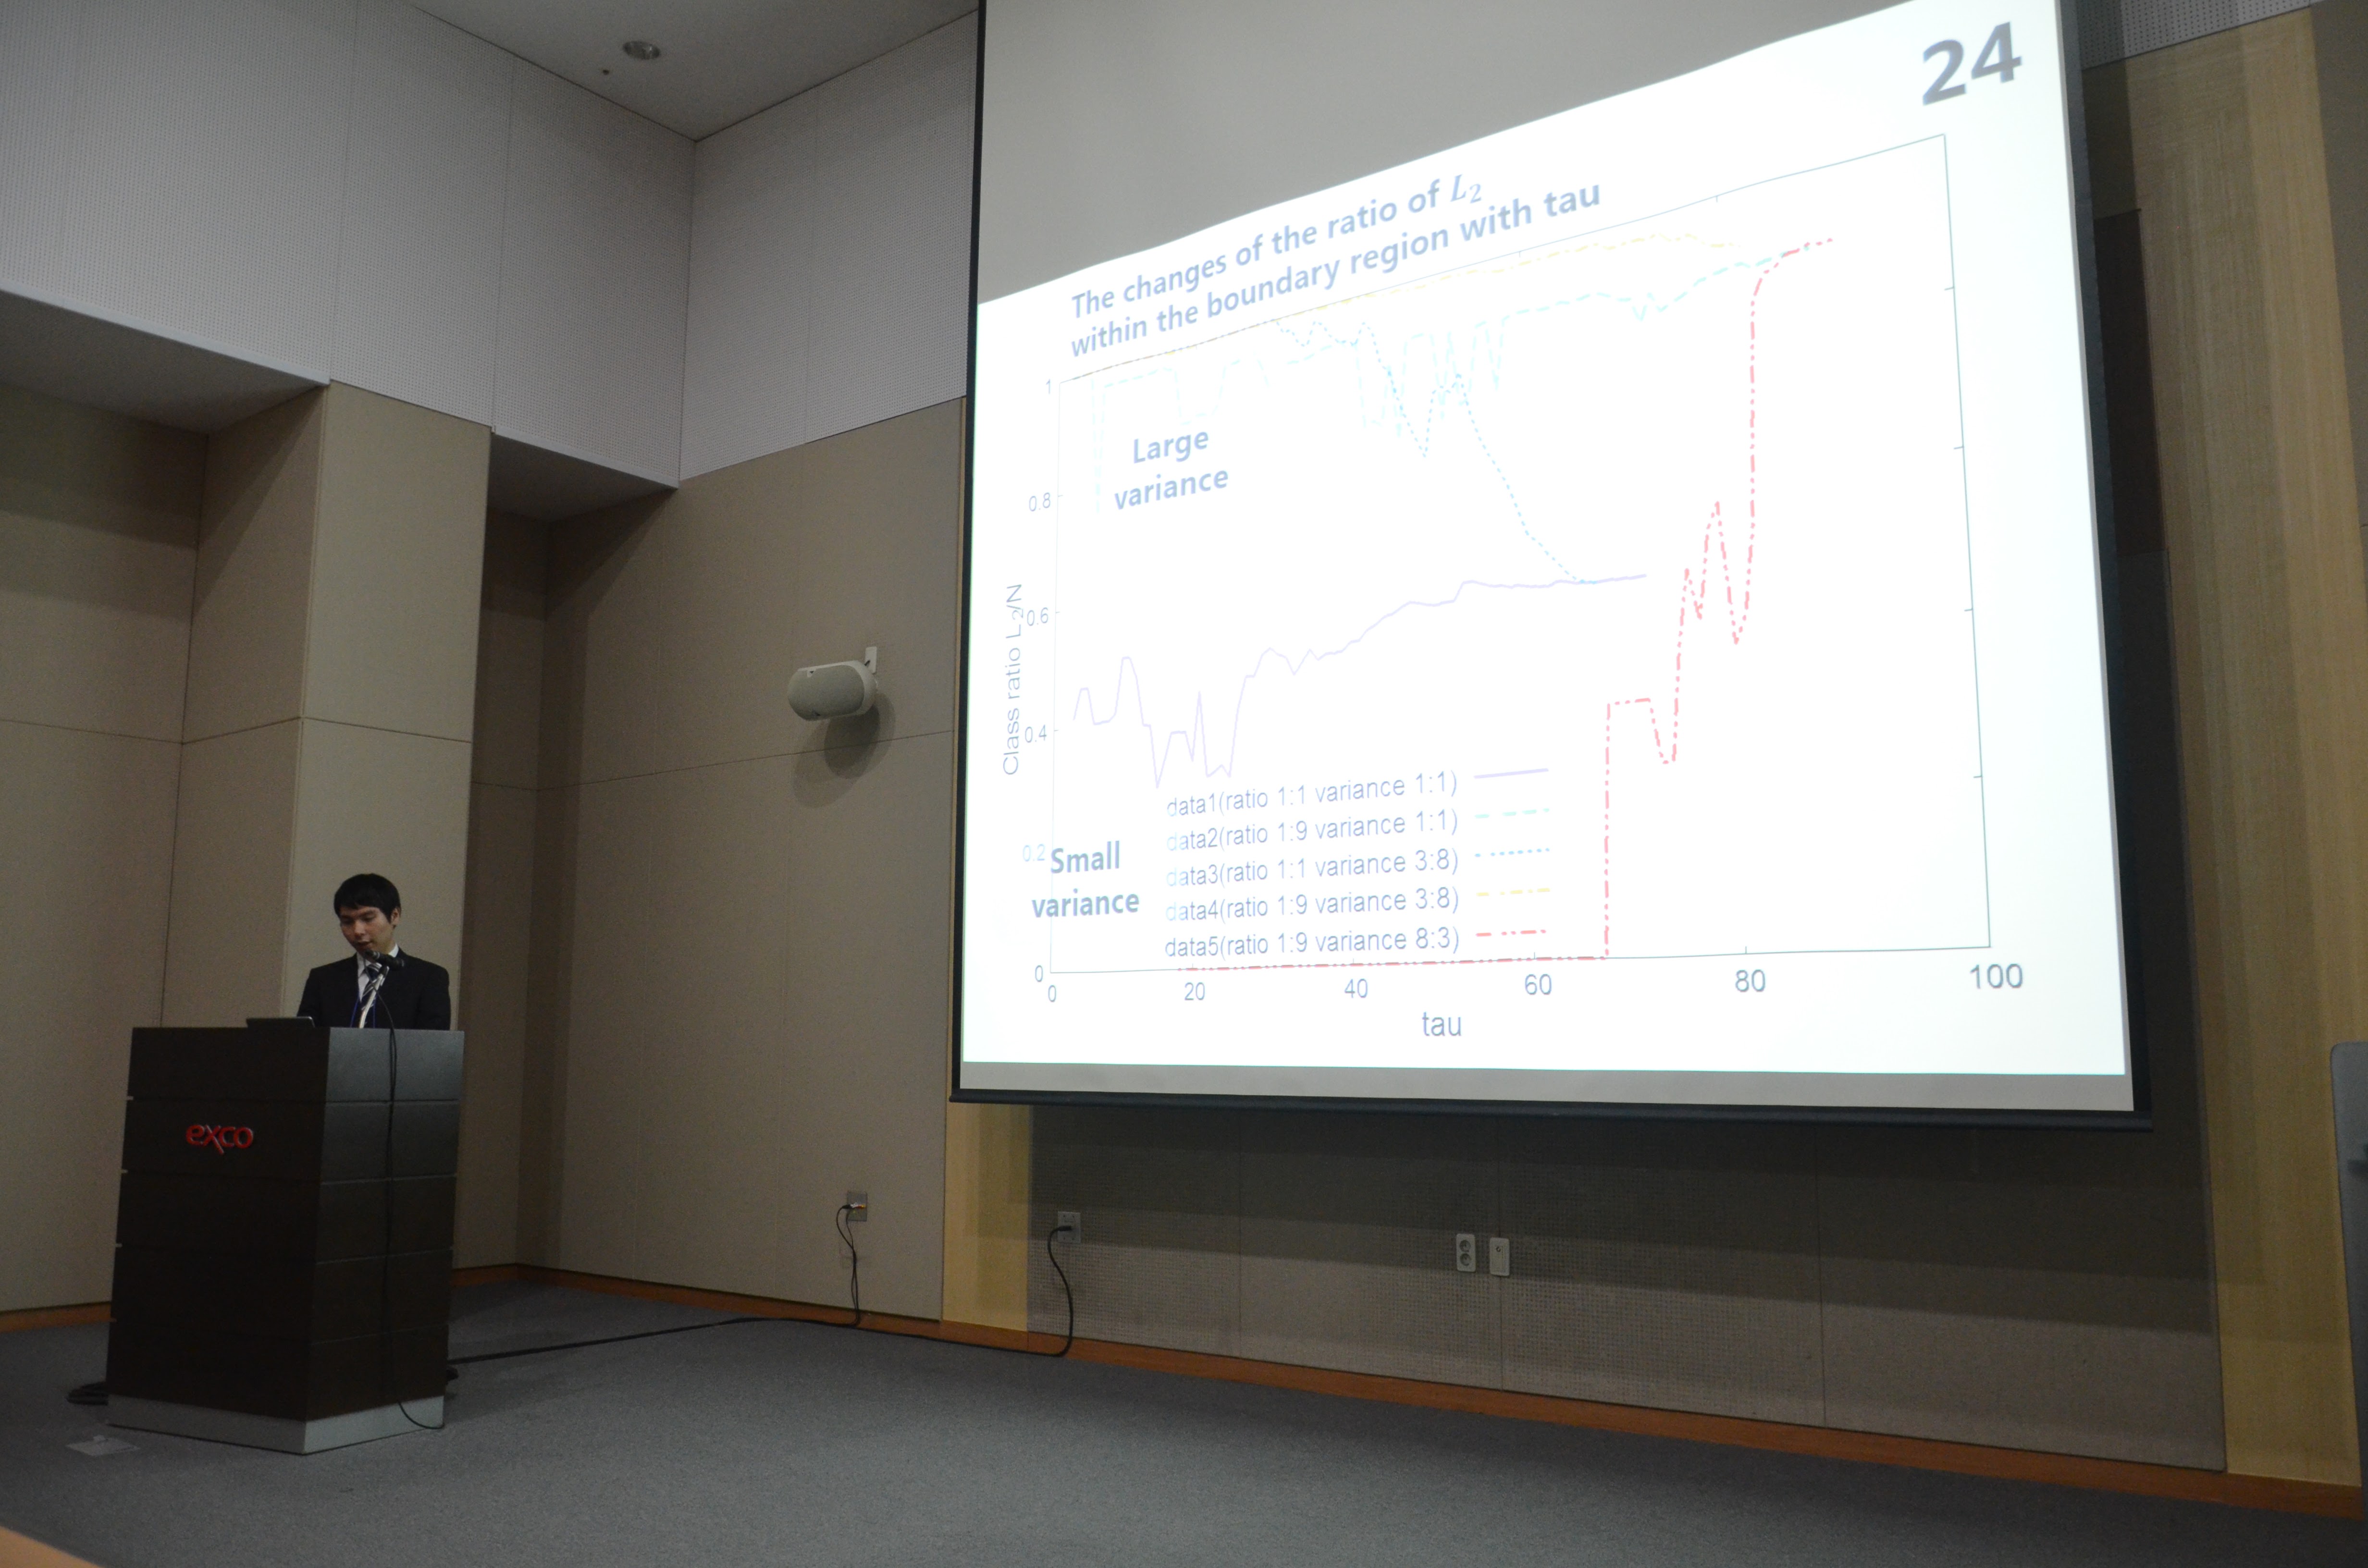 24
The changes of the ratio of L₂
within the boundary region with tau
1
0.8
0.6
0.4
0.2
0
Class ratio L₂/N
Large
variance
Small
variance
data1(ratio 1:1 variance 1:1)
data2(ratio 1:9 variance 1:1)
data3(ratio 1:1 variance 3:8)
data4(ratio 1:9 variance 3:8)
data5(ratio 1:9 variance 8:3)
0 20 40 60 80 100
tau
exco